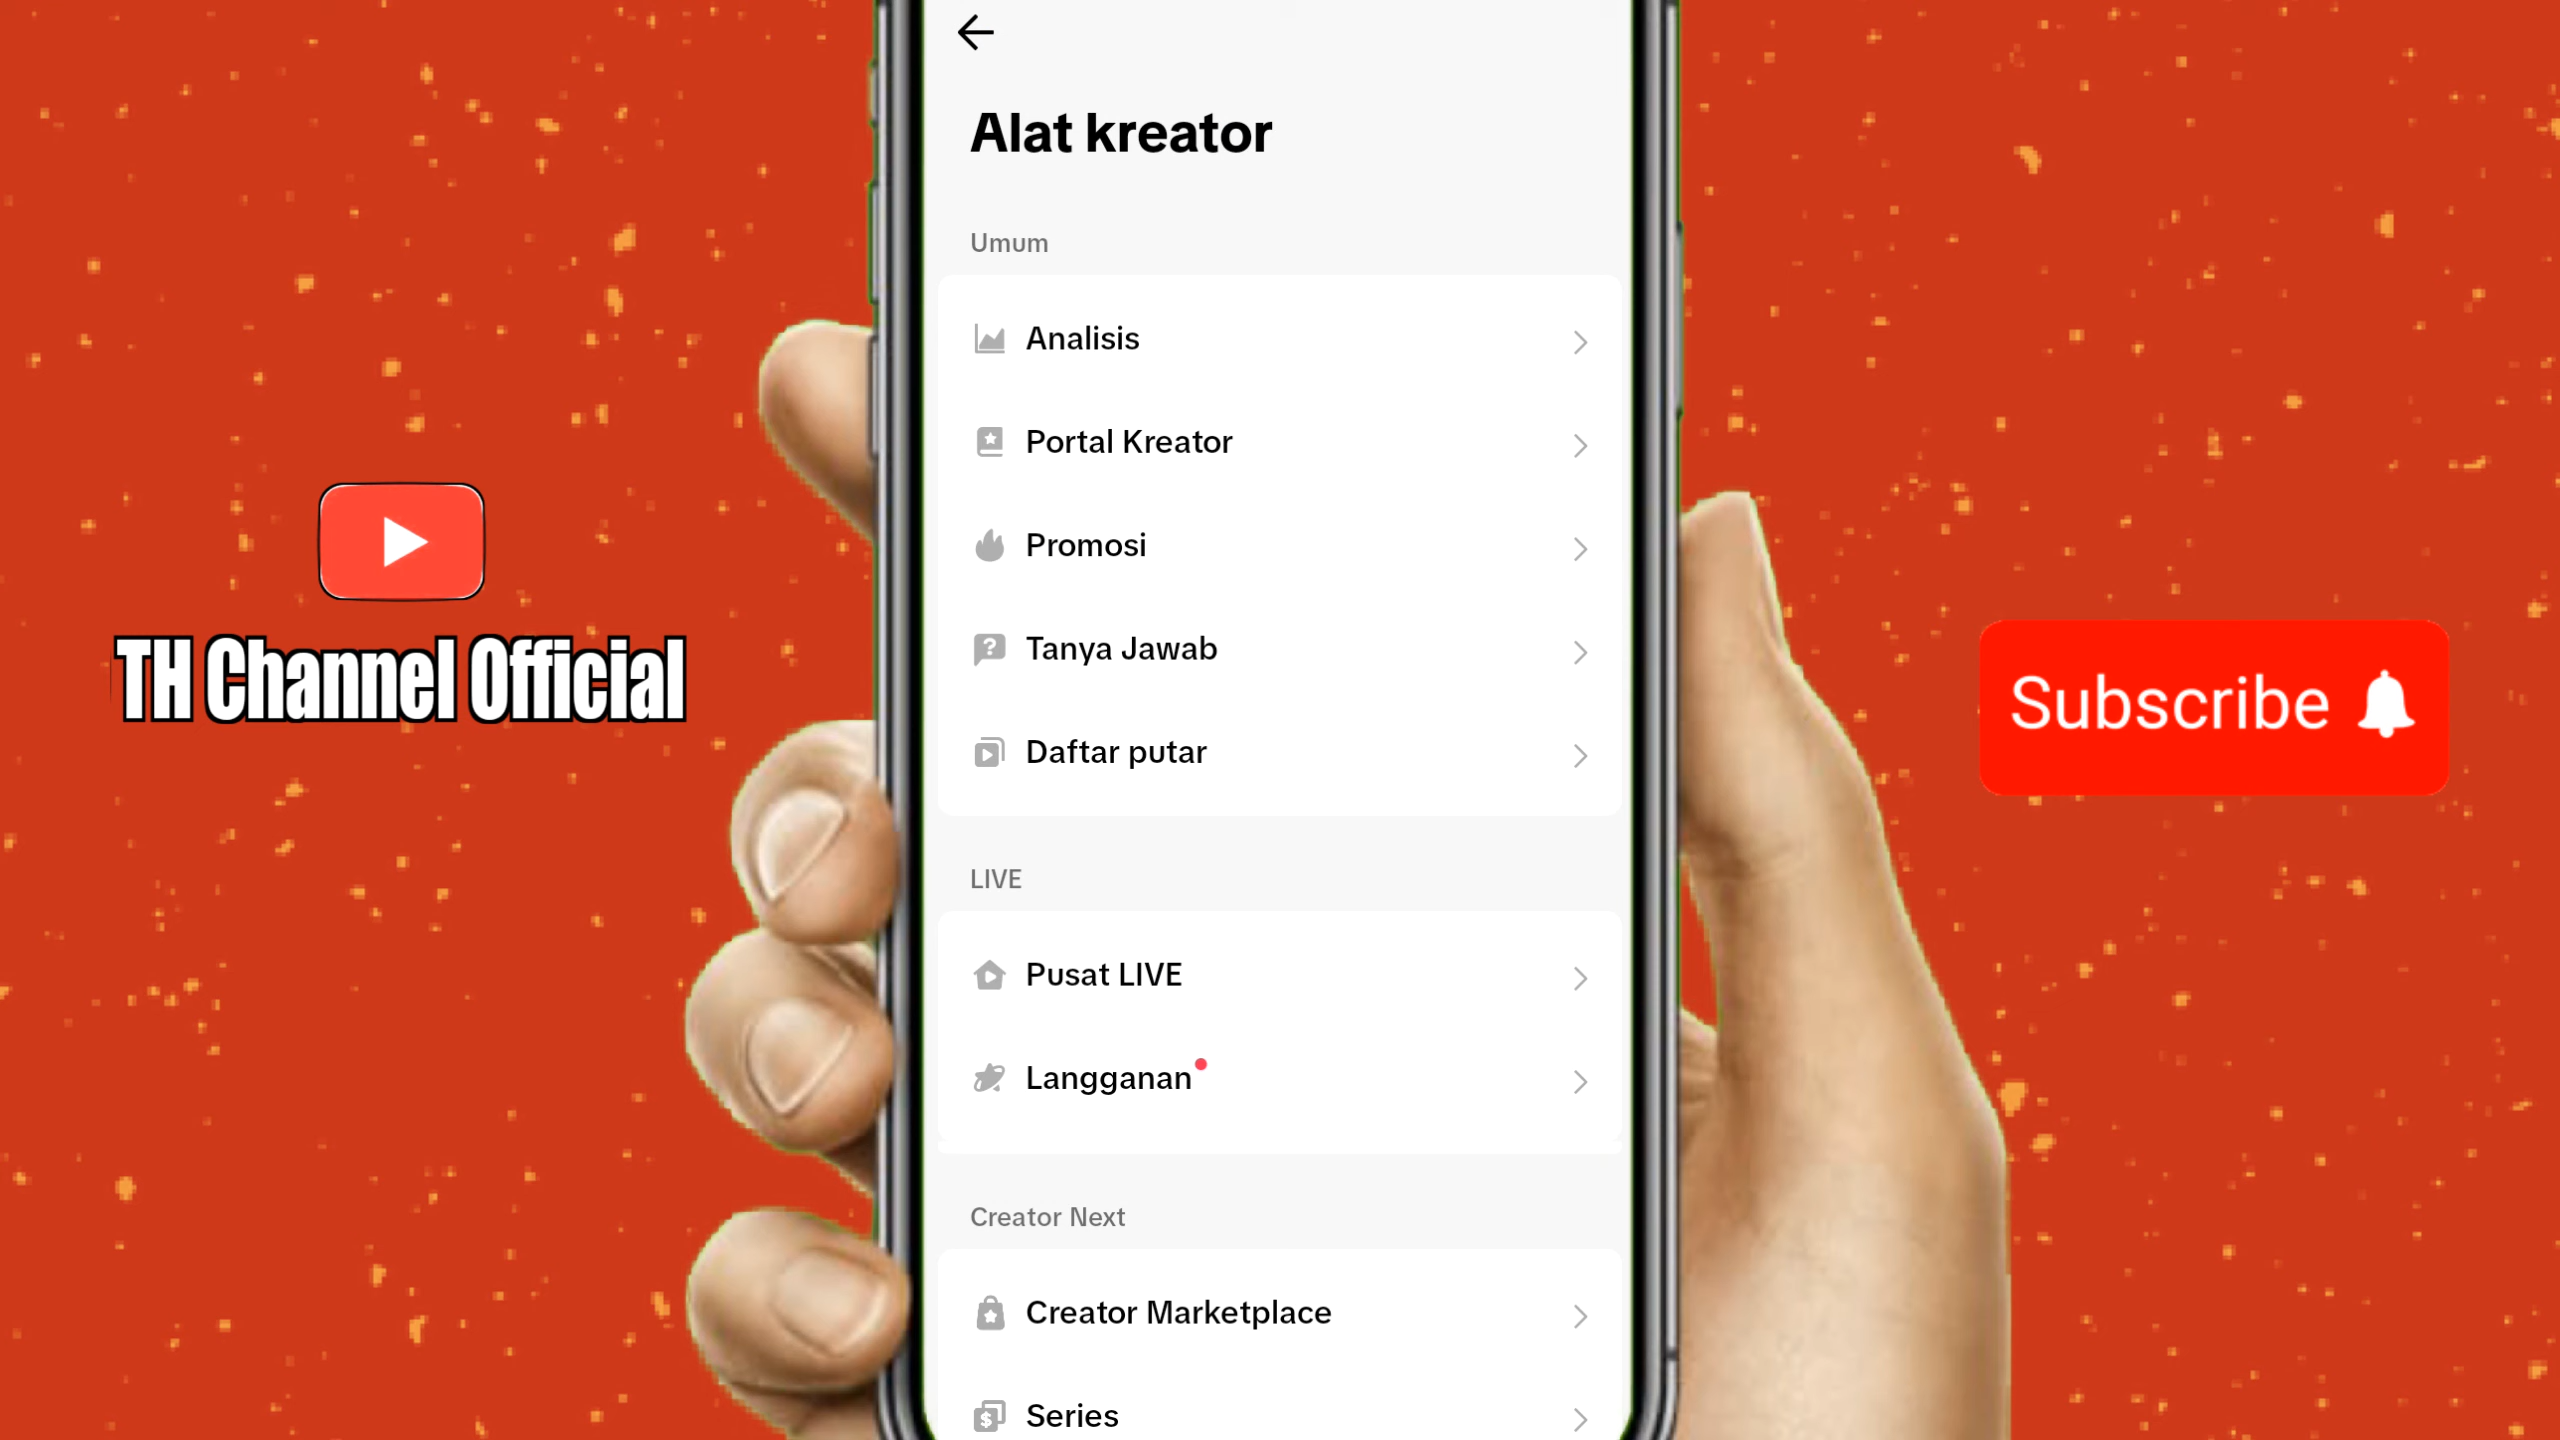 Alat kreator
Umum
Analisis
Portal Kreator
Promosi
Tanya Jawab
Daftar putar
LIVE
Pusat LIVE
Langganan
Creator Next
Creator Marketplace
Series
TH Channel Official
Subscribe